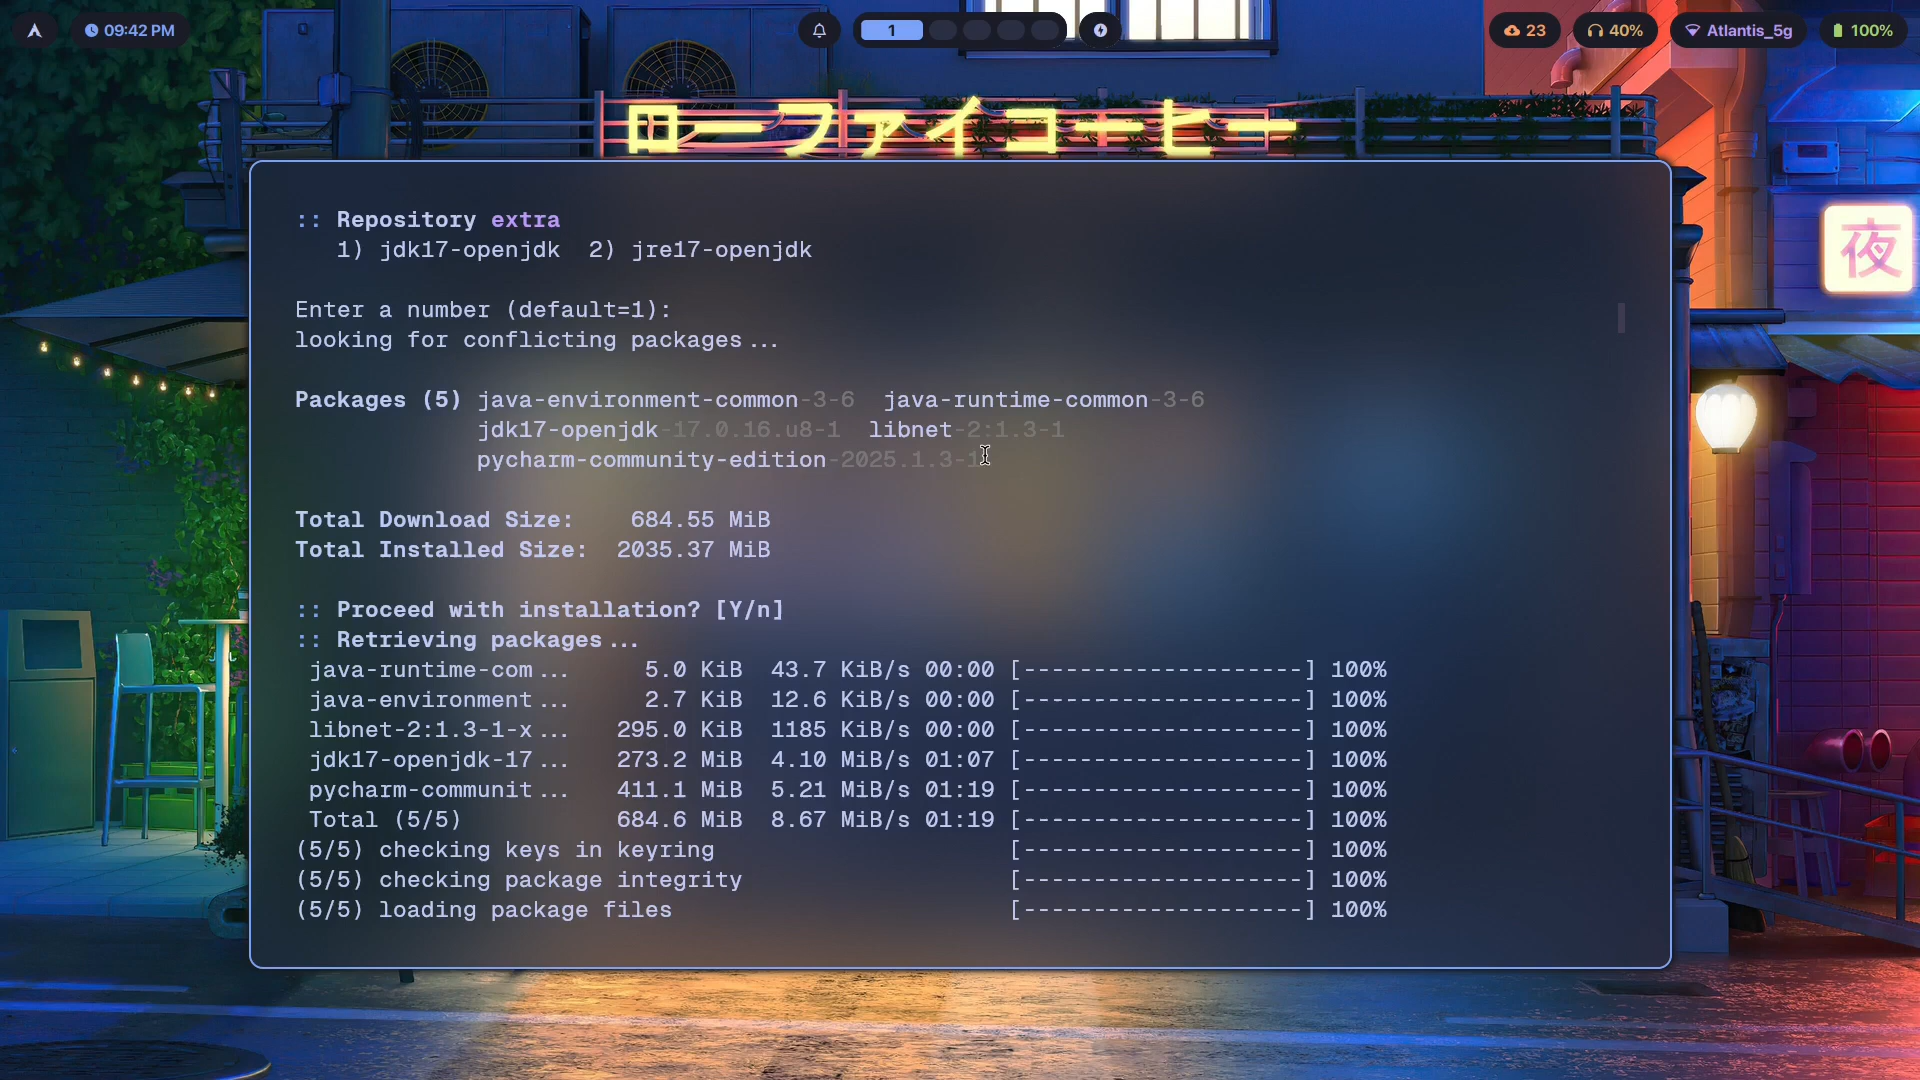 09:42 PM
1
23
40%
Atlantis_5g
100%
ローファイコーヒー
夜
:: Repository extra
1) jdk17-openjdk 2) jre17-openjdk
Enter a number (default=1):
looking for conflicting packages...
Packages (5) java-environment-common-3-6 java-runtime-common-3-6
jdk17-openjdk-17.0.16.u8-1 libnet-2:1.3-1
pycharm-community-edition-2025.1.3-1
Total Download Size: 684.55 MiB
Total Installed Size: 2035.37 MiB
:: Proceed with installation? [Y/n]
:: Retrieving packages...
java-runtime-com... 5.0 KiB 43.7 KiB/s 00:00 [--------------------] 100%
java-environment... 2.7 KiB 12.6 KiB/s 00:00 [--------------------] 100%
libnet-2:1.3-1-x... 295.0 KiB 1185 KiB/s 00:00 [--------------------] 100%
jdk17-openjdk-17... 273.2 MiB 4.10 MiB/s 01:07 [--------------------] 100%
pycharm-communit... 411.1 MiB 5.21 MiB/s 01:19 [--------------------] 100%
Total (5/5) 684.6 MiB 8.67 MiB/s 01:19 [--------------------] 100%
(5/5) checking keys in keyring [--------------------] 100%
(5/5) checking package integrity [--------------------] 100%
(5/5) loading package files [--------------------] 100%